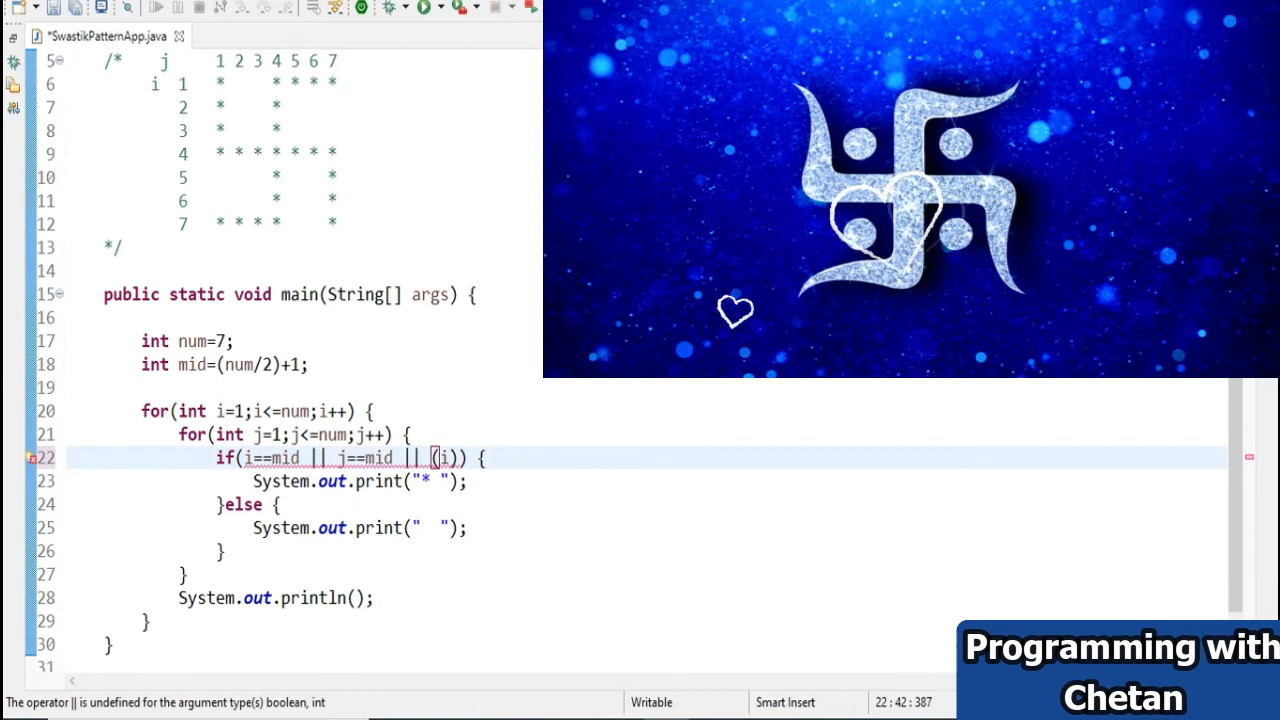 *SwastikPatternApp.java
5 /* j 1 2 3 4 5 6 7
6 i 1 * * * * *
7 2 * *
8 3 * *
9 4 * * * * * * *
10 5 * *
11 6 * *
12 7 * * * * *
13 */
14
15 public static void main(String[] args) {
16
17 int num=7;
18 int mid=(num/2)+1;
19
20 for(int i=1;i<=num;i++) {
21 for(int j=1;j<=num;j++) {
22 if(i==mid || j==mid || (i)) {
23 System.out.print("* ");
24 }else {
25 System.out.print("  ");
26 }
27 }
28 System.out.println();
29 }
30 }
31
The operator || is undefined for the argument type(s) boolean, int
Writable
Smart Insert
22 : 42 : 387
Programming with
Chetan